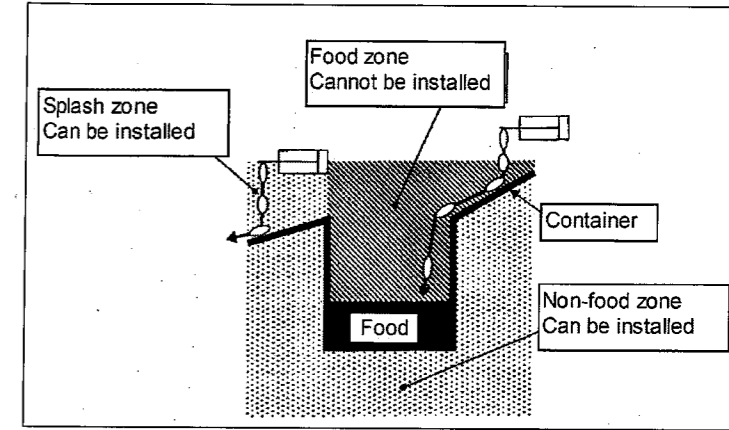 Food zone
Cannot be installed
Splash zone
Can be installed
Container
Non-food zone
Can be installed
Food